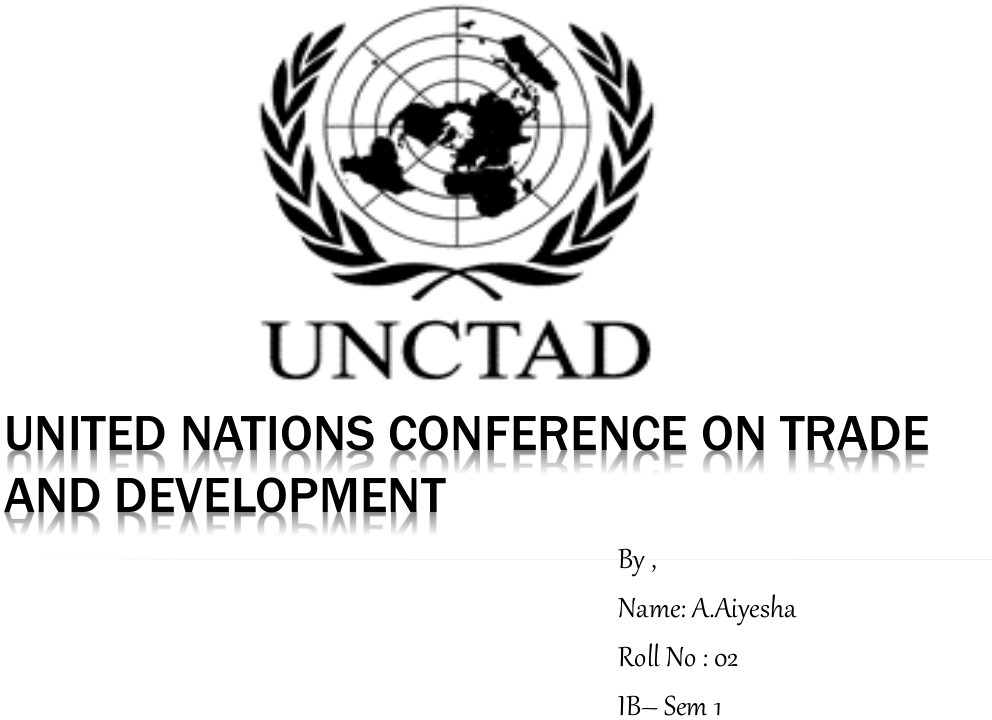 UNCTAD
UNITED NATIONS CONFERENCE ON TRADE
AND DEVELOPMENT
By ,
Name: A.Aiyesha
Roll No : 02
IB– Sem 1